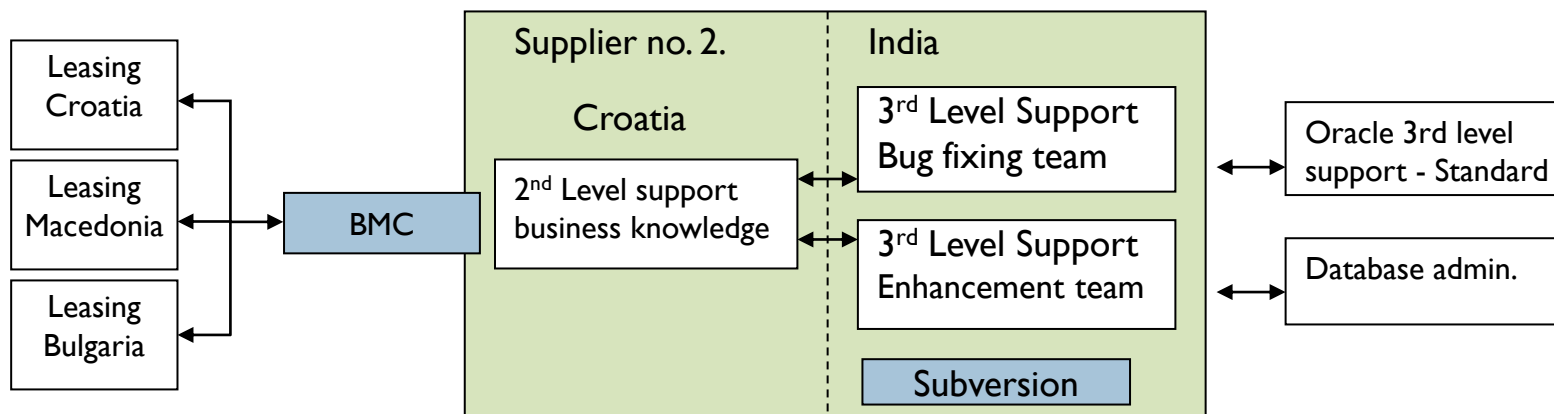 Leasing
Croatia
Leasing
Macedonia
Leasing
Bulgaria
BMC
Supplier no. 2.
Croatia
2nd Level support
business knowledge
India
3rd Level Support
Bug fixing team
3rd Level Support
Enhancement team
Subversion
Oracle 3rd level
support - Standard
Database admin.